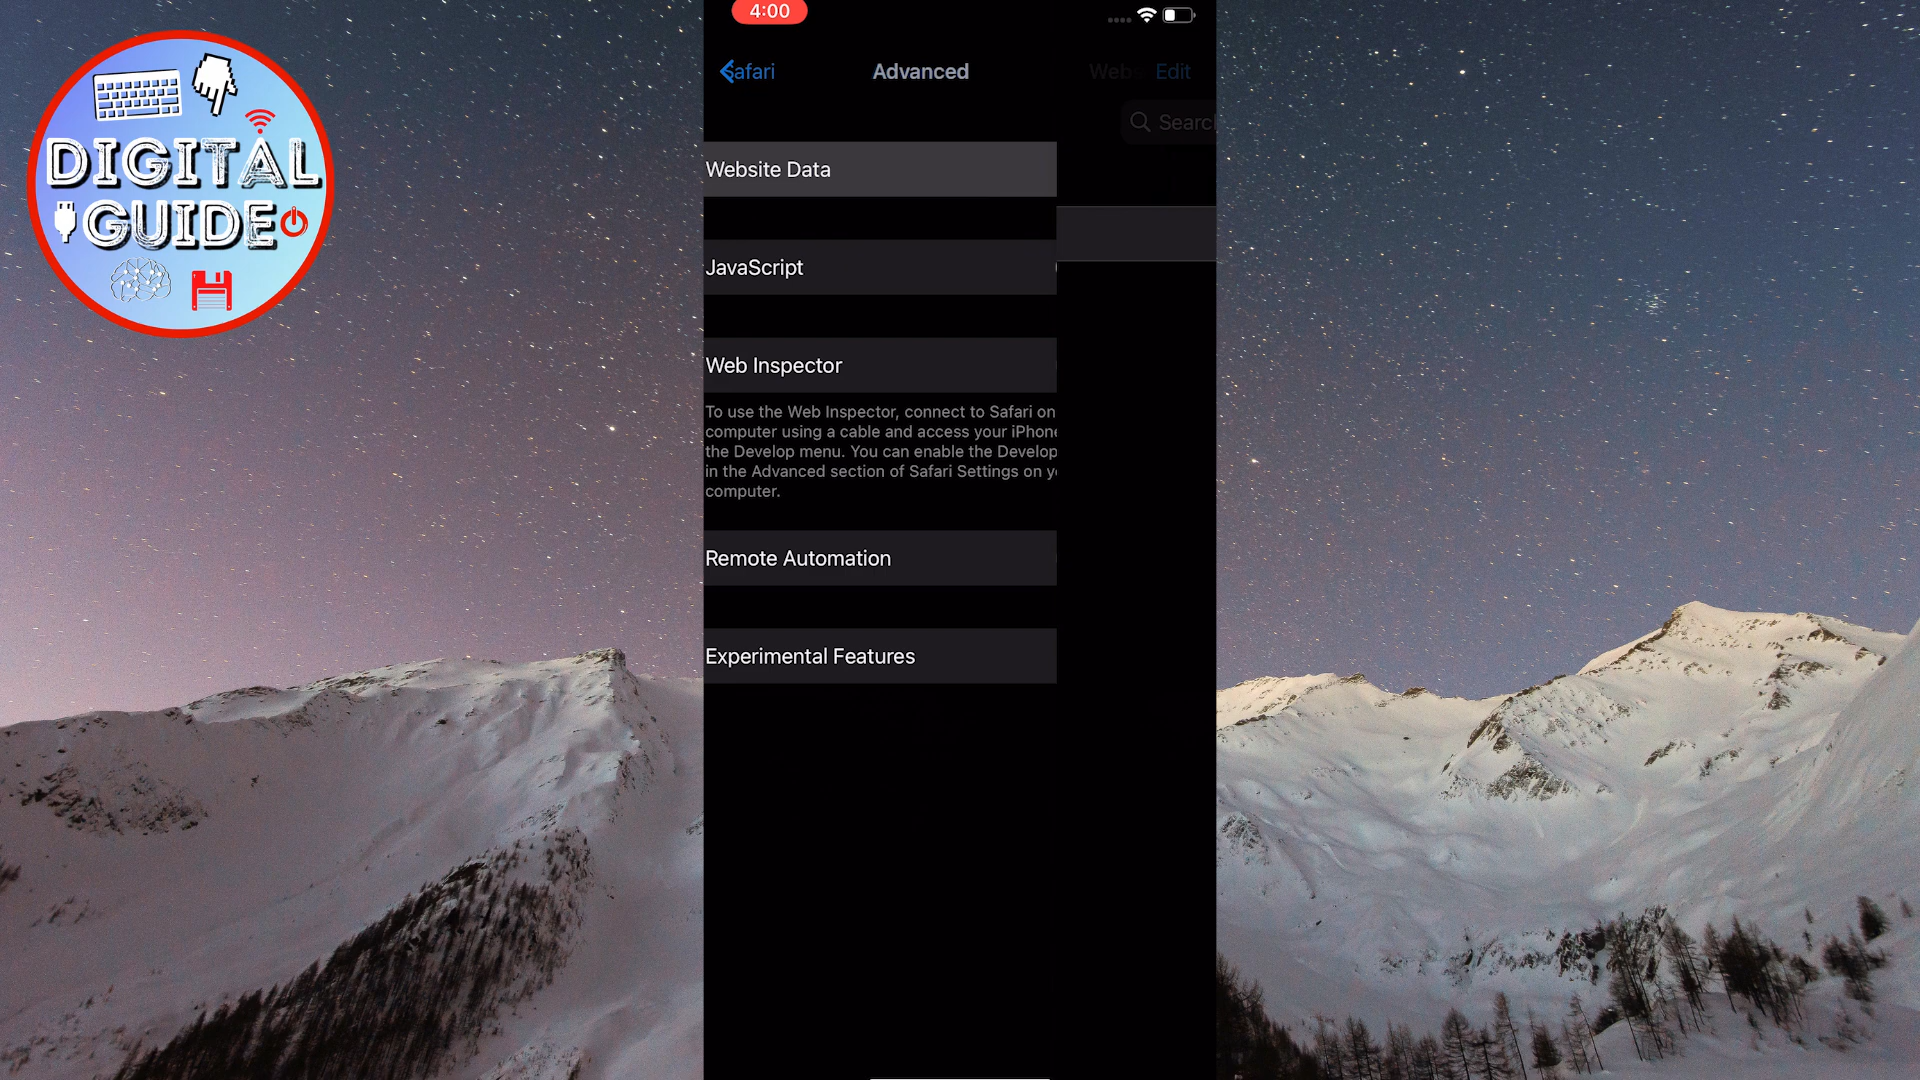 DIGITAL
GUIDE
4:00
Safari
Advanced
Edit
Website Data
JavaScript
Web Inspector
To use the Web Inspector, connect to Safari on
computer using a cable and access your iPhone
the Develop menu. You can enable the Develop
in the Advanced section of Safari Settings on
computer.
Remote Automation
Experimental Features